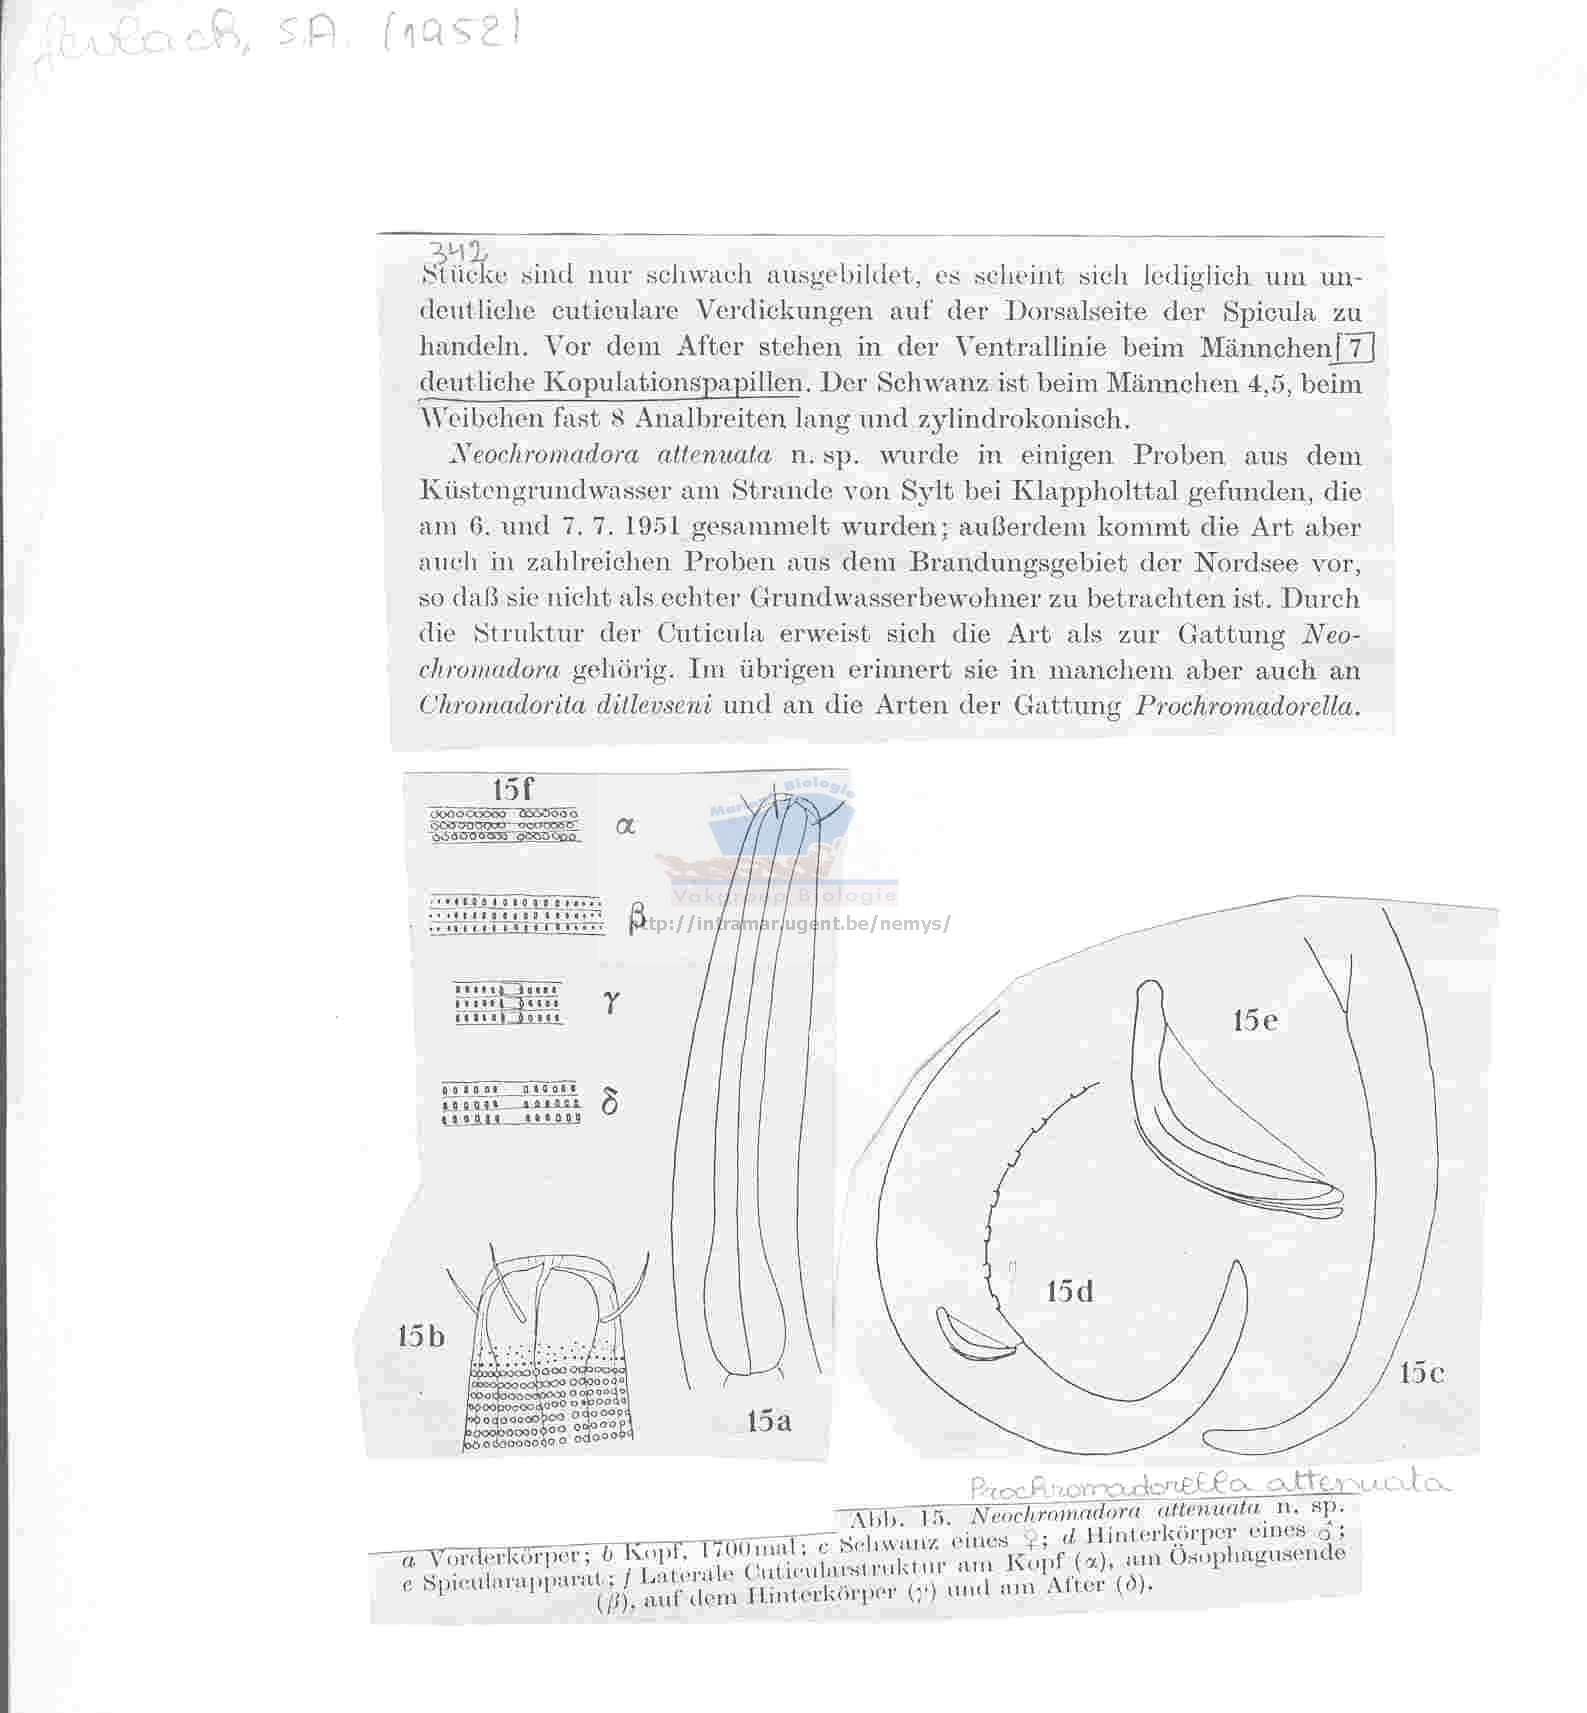 Gerlach, S.A. (1952)
342
Stücke sind nur schwach ausgebildet, es scheint sich lediglich um un-
deutliche cuticulare Verdickungen auf der Dorsalseite der Spicula zu
handeln. Vor dem After stehen in der Ventrallinie beim Männchen 7
deutliche Kopulationspapillen. Der Schwanz ist beim Männchen 4,5, beim
Weibchen fast 8 Analbreiten lang und zylindrokonisch.
Neochromadora attenuata n. sp. wurde in einigen Proben aus dem
Küstengrundwasser am Strande von Sylt bei Klappholttal gefunden, die
am 6. und 7. 7. 1951 gesammelt wurden; außerdem kommt die Art aber
auch in zahlreichen Proben aus dem Brandungsgebiet der Nordsee vor,
so daß sie nicht als echter Grundwasserbewohner zu betrachten ist. Durch
die Struktur der Cuticula erweist sich die Art als zur Gattung Neo-
chromadora gehörig. Im übrigen erinnert sie in manchem aber auch an
Chromadorita ditlevseni und an die Arten der Gattung Prochromadorella.
15f
α
β
γ
δ
Mariene Biologie
Vakgroep Biologie
http://intramar.ugent.be/nemys/
15e
15d
15b
15c
15a
Prochromadorella attenuata
Abb. 15. Neochromadora attenuata n. sp.
a Vorderkörper; b Kopf, 1700mal; c Schwanz eines ♀; d Hinterkörper eines ♂;
e Spicularapparat; f Laterale Cuticularstruktur am Kopf (α), am Ösophagusende
(β), auf dem Hinterkörper (γ) und am After (δ).